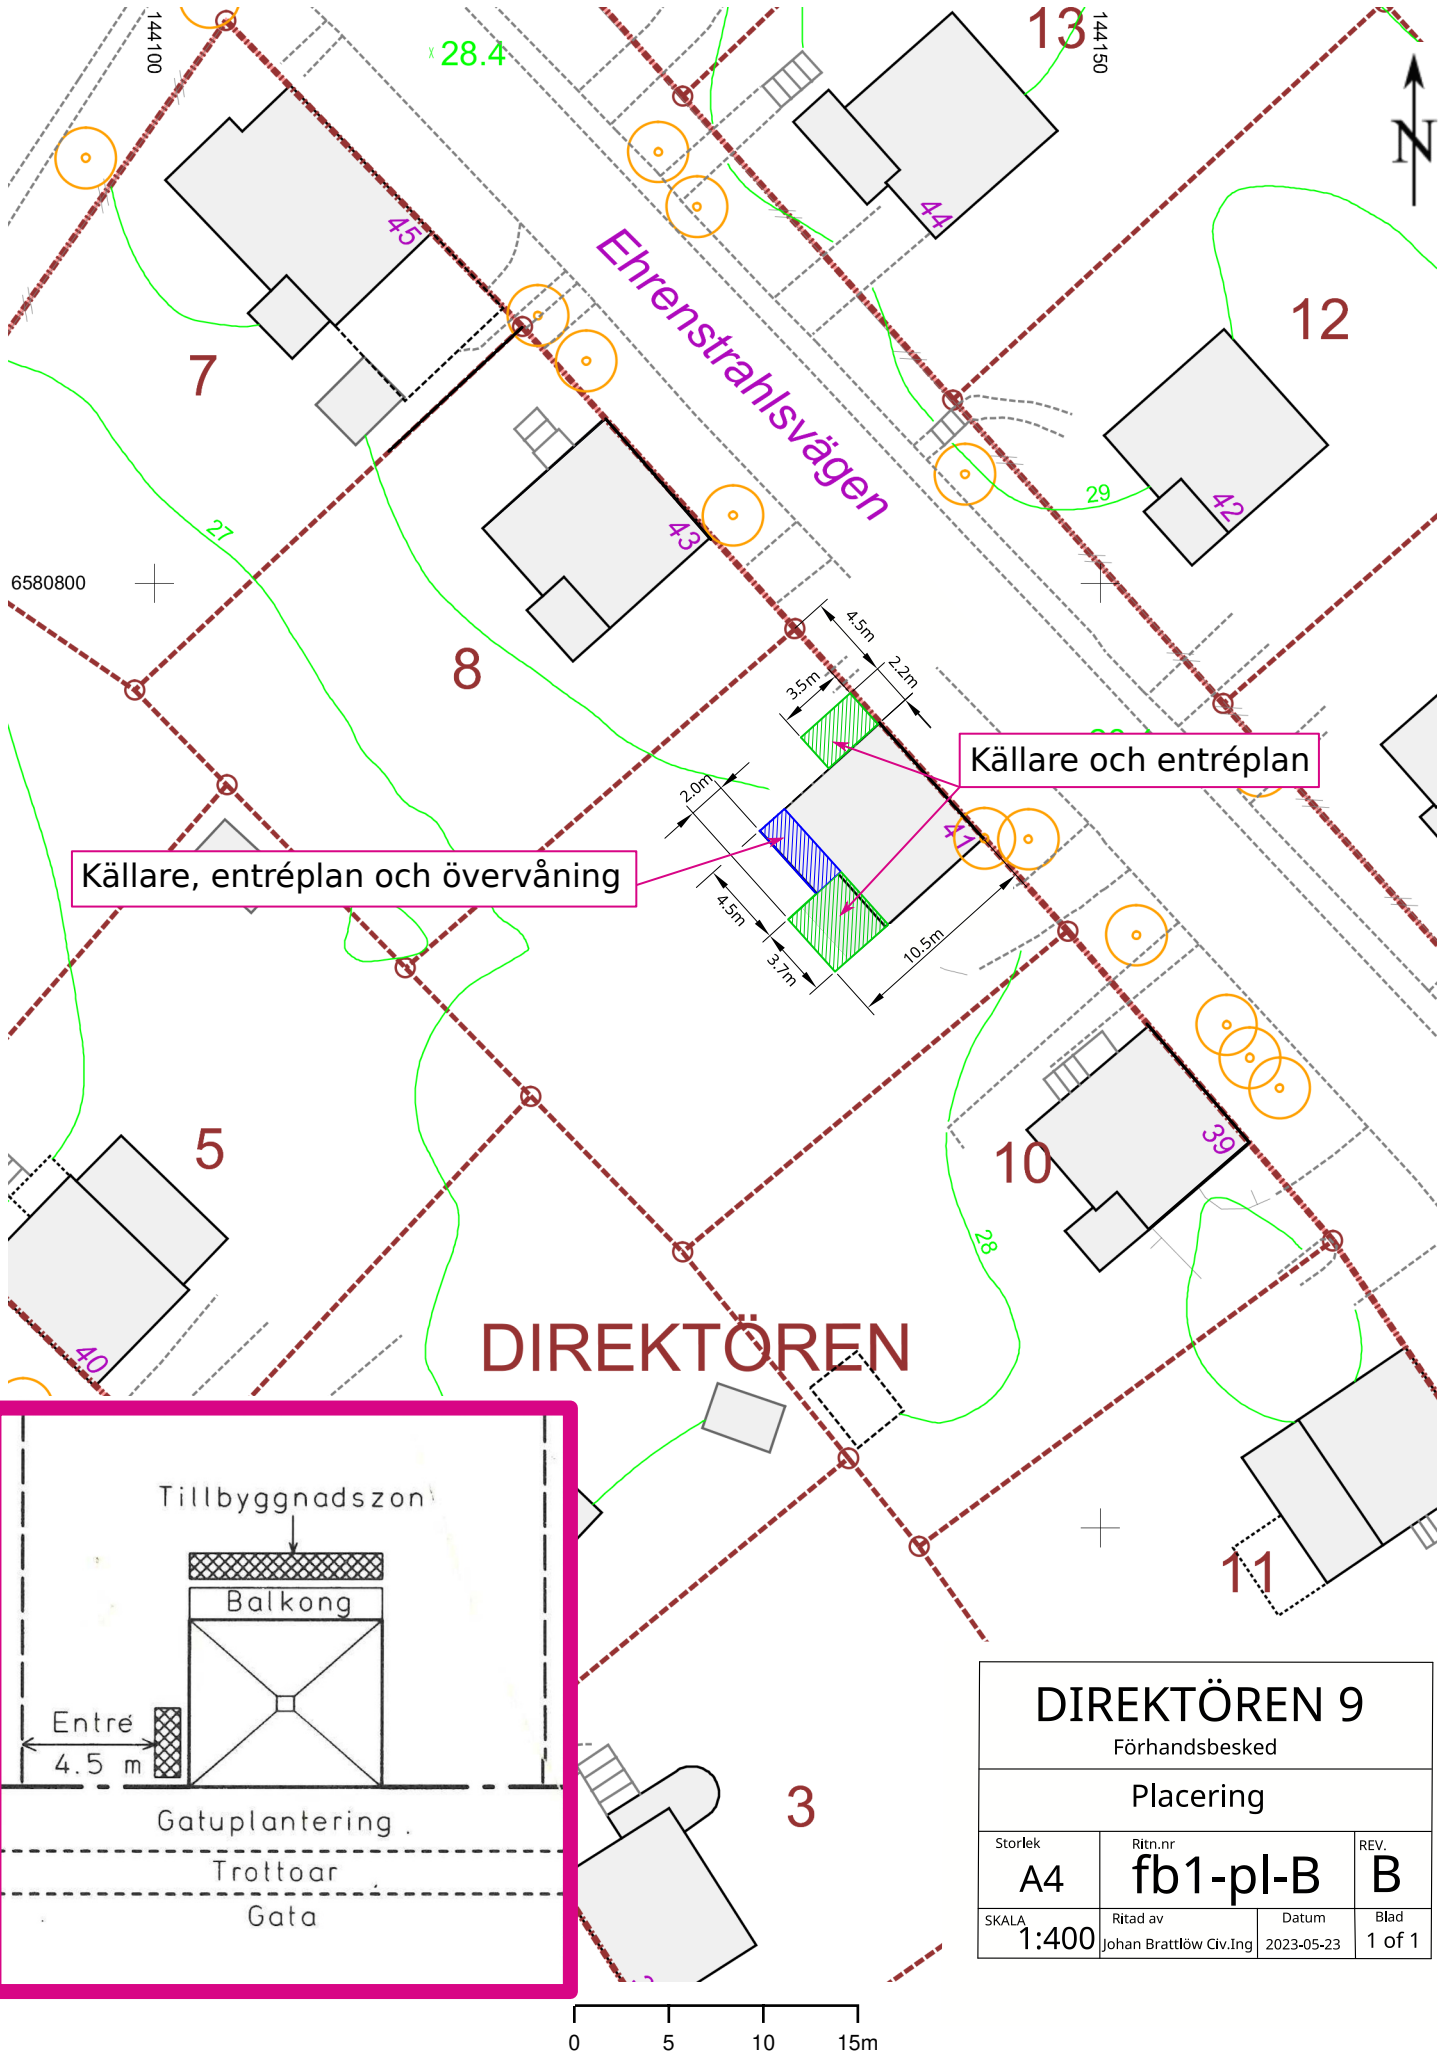 144100
28.4
13
144150
N
45
44
Ehrenstrahlsvägen
12
7
29
42
27
43
6580800
8
4.5m
2.2m
3.5m
Källare och entréplan
2.0m
41
Källare, entréplan och övervåning
4.5m
10.5m
3.7m
5
10
39
28
40
DIREKTÖREN
11
Tillbyggnadszon
Balkong
Entré
4.5 m
Gatuplantering
Trottoar
Gata
3
DIREKTÖREN 9
Förhandsbesked
Placering
Storlek
A4
Ritn.nr
fb1-pl-B
REV.
B
SKALA
1:400
Ritad av
Johan Brattlöw Civ.Ing
Datum
2023-05-23
Blad
1 of 1
0 5 10 15m